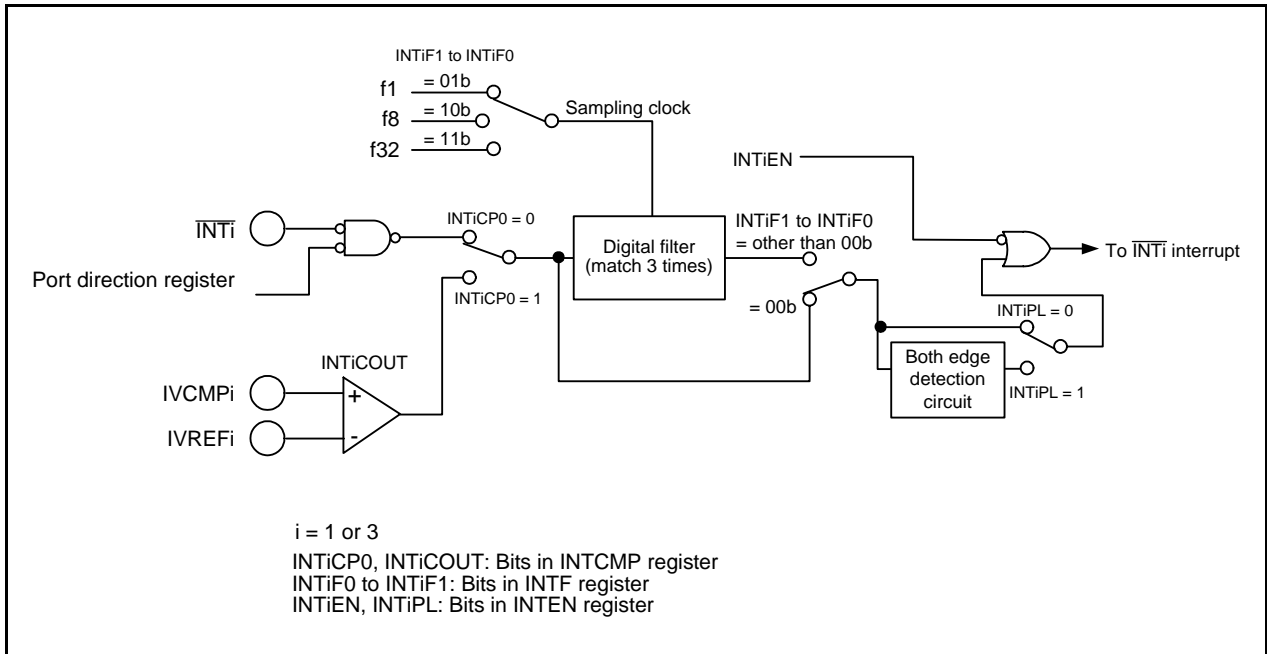 INTiF1 to INTiF0
f1
= 01b
f8
= 10b
f32
= 11b
Sampling clock
INTiEN
INTi
Port direction register
INTiCP0 = 0
INTiCP0 = 1
Digital filter
(match 3 times)
INTiF1 to INTiF0
= other than 00b
= 00b
To INTi interrupt
INTiPL = 0
INTiPL = 1
Both edge
detection
circuit
INTiCOUT
IVCMPi
+
IVREFi
-
i = 1 or 3
INTiCP0, INTiCOUT: Bits in INTCMP register
INTiF0 to INTiF1: Bits in INTF register
INTiEN, INTiPL: Bits in INTEN register